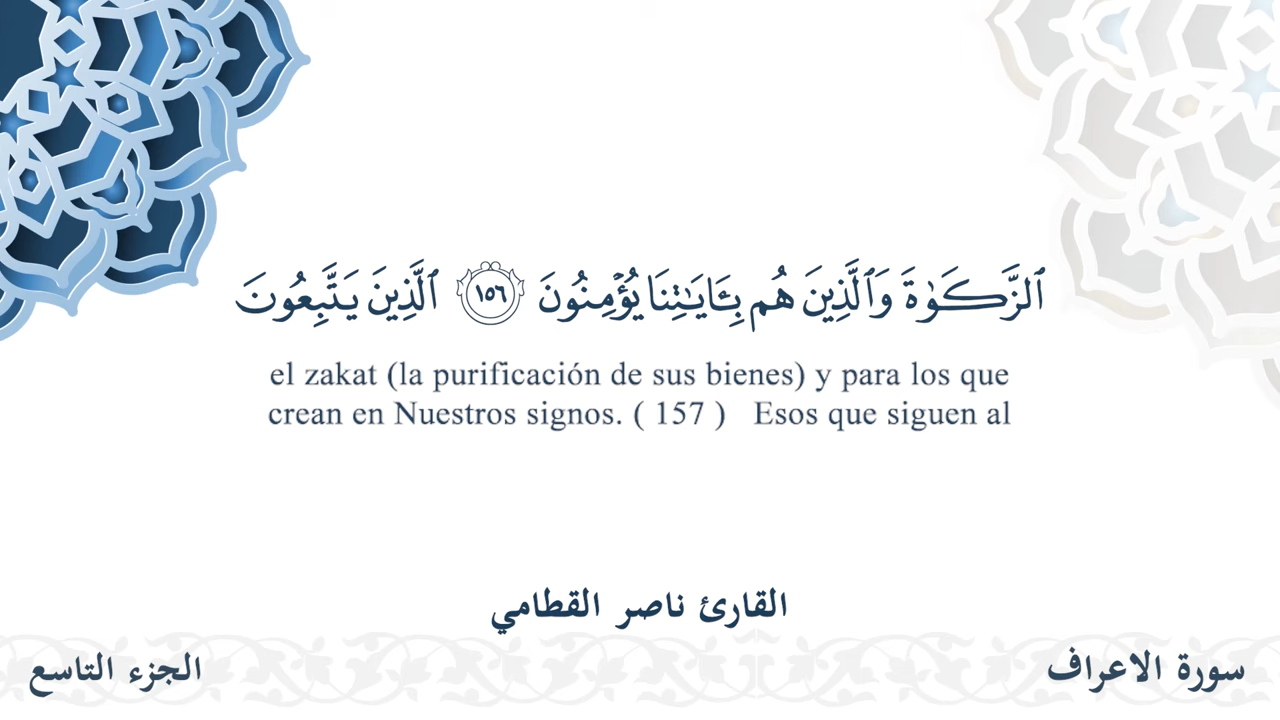 ٱلزَّكَوٰةَ وَٱلَّذِينَ هُم بِـَٔايَـٰتِنَا يُؤْمِنُونَ ١٥٦ ٱلَّذِينَ يَتَّبِعُونَ
el zakat (la purificación de sus bienes) y para los que
crean en Nuestros signos. ( 157 ) Esos que siguen al
القارئ ناصر القطامي
سورة الاعراف
الجزء التاسع